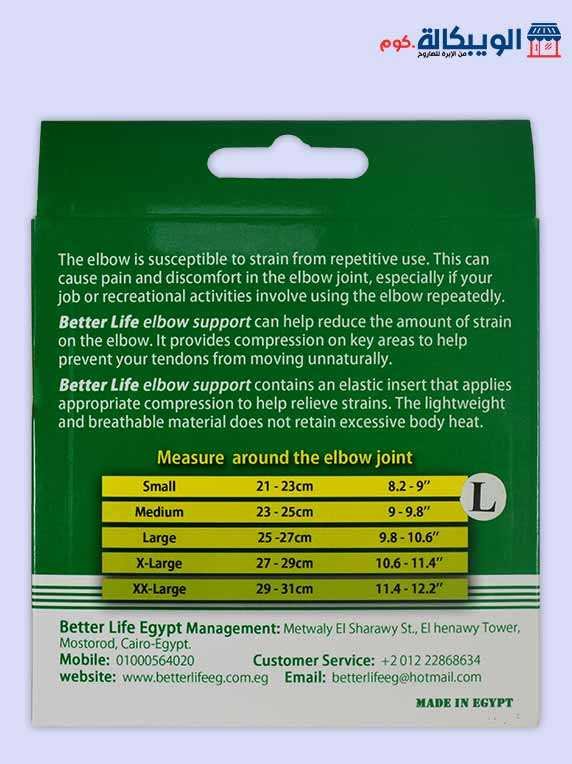 الويبكالة.كوم
من الإبرة للصاروخ
The elbow is susceptible to strain from repetitive use. This can
cause pain and discomfort in the elbow joint, especially if your
job or recreational activities involve using the elbow repeatedly.
Better Life elbow support can help reduce the amount of strain
on the elbow. It provides compression on key areas to help
prevent your tendons from moving unnaturally.
Better Life elbow support contains an elastic insert that applies
appropriate compression to help relieve strains. The lightweight
and breathable material does not retain excessive body heat.
Measure around the elbow joint
Small 21 - 23cm 8.2 - 9"
Medium 23 - 25cm 9 - 9.8"
Large 25 -27cm 9.8 - 10.6"
X-Large 27 - 29cm 10.6 - 11.4"
XX-Large 29 - 31cm 11.4 - 12.2"
L
Better Life Egypt Management: Metwaly El Sharawy St., El henawy Tower,
Mostorod, Cairo-Egypt.
Mobile: 01000564020 Customer Service: +2 012 22868634
website: www.betterlifeeg.com.eg Email: betterlifeeg@hotmail.com
MADE IN EGYPT